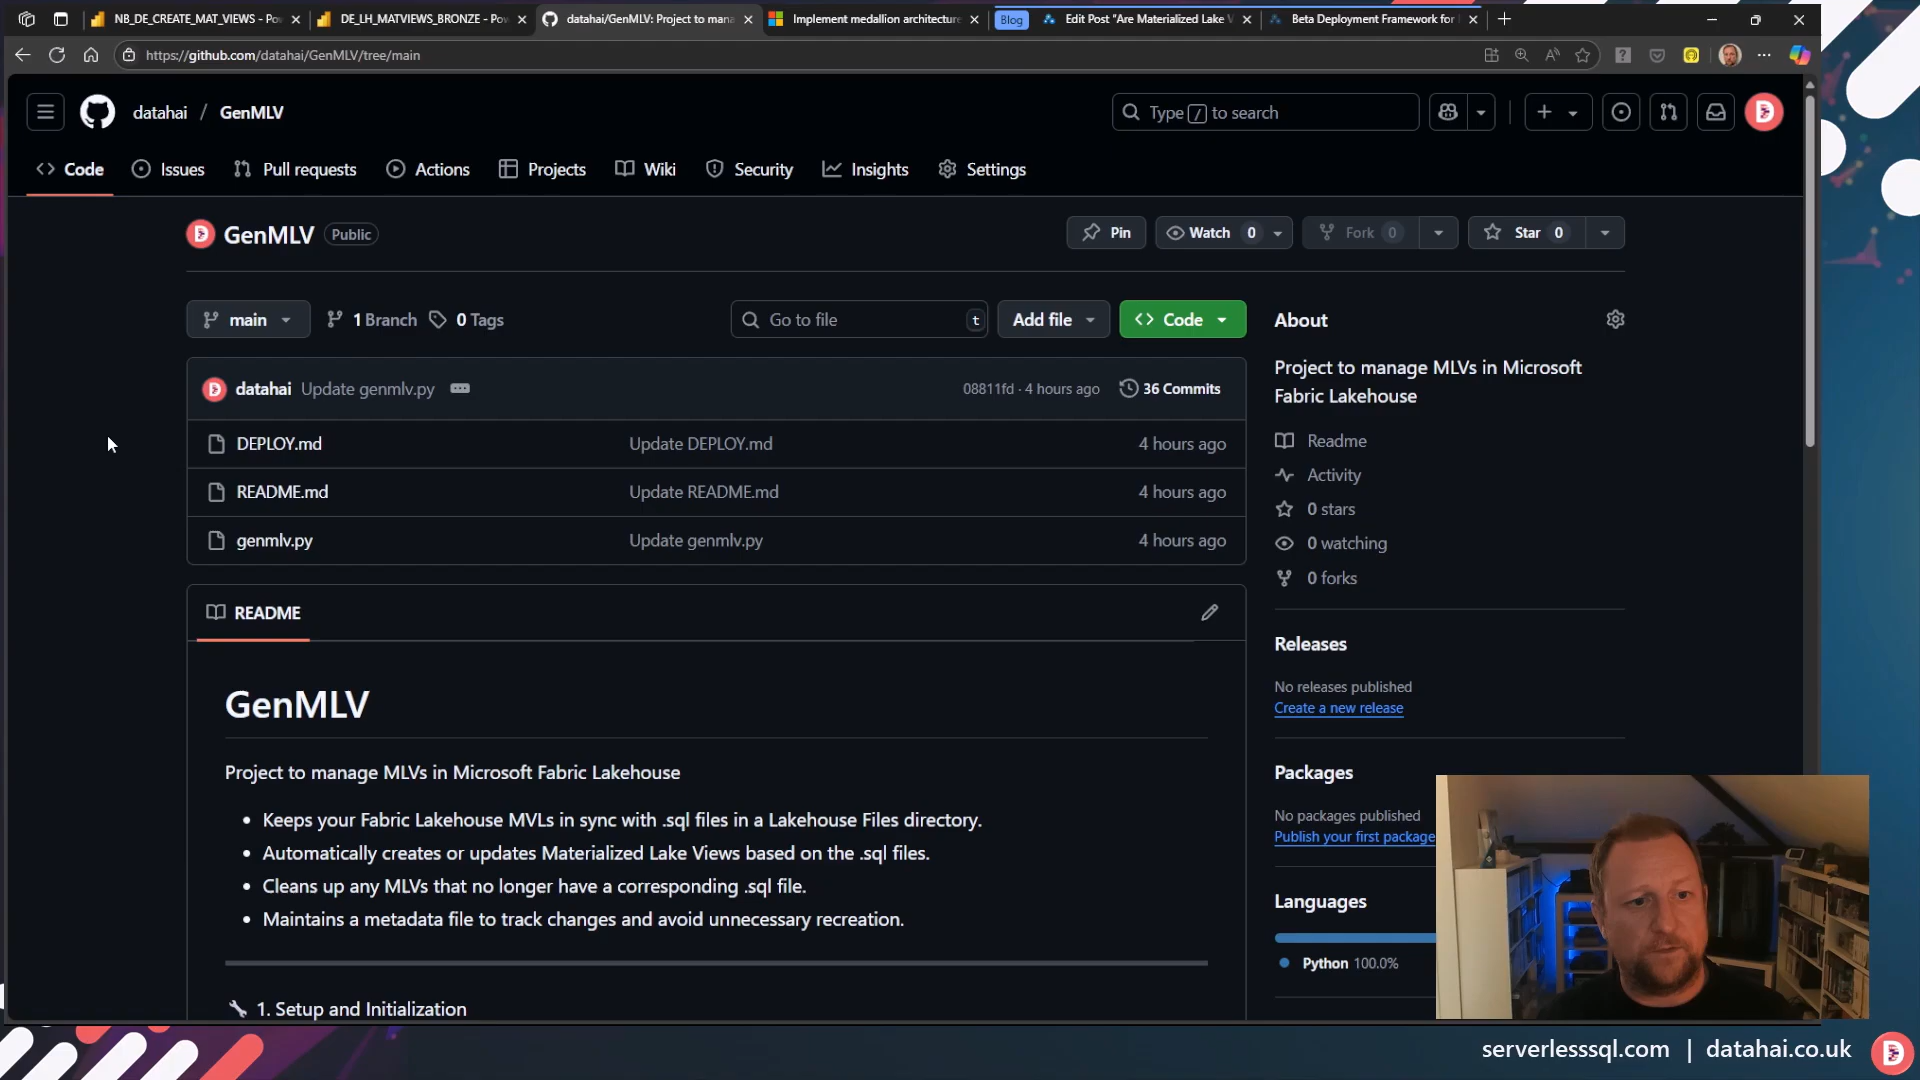 NB_DE_CREATE_MAT_VIEWS - Po
DE_LH_MATVIEWS_BRONZE - Po
datahai/GenMLV: Project to mana
Implement medallion architecture
Blog
Edit Post "Are Materialized Lake V
Beta Deployment Framework for
https://github.com/datahai/GenMLV/tree/main
datahai / GenMLV
Type / to search
Code
Issues
Pull requests
Actions
Projects
Wiki
Security
Insights
Settings
GenMLV Public
Pin
Watch 0
Fork 0
Star 0
main
1 Branch
0 Tags
Go to file t
Add file
Code
datahai Update genmlv.py
08811fd · 4 hours ago
36 Commits
DEPLOY.md Update DEPLOY.md 4 hours ago
README.md Update README.md 4 hours ago
genmlv.py Update genmlv.py 4 hours ago
README
GenMLV
Project to manage MLVs in Microsoft Fabric Lakehouse
• Keeps your Fabric Lakehouse MVLs in sync with .sql files in a Lakehouse Files directory.
• Automatically creates or updates Materialized Lake Views based on the .sql files.
• Cleans up any MLVs that no longer have a corresponding .sql file.
• Maintains a metadata file to track changes and avoid unnecessary recreation.
1. Setup and Initialization
About
Project to manage MLVs in Microsoft
Fabric Lakehouse
Readme
Activity
0 stars
0 watching
0 forks
Releases
No releases published
Create a new release
Packages
No packages published
Publish your first package
Languages
Python 100.0%
serverlesssql.com | datahai.co.uk